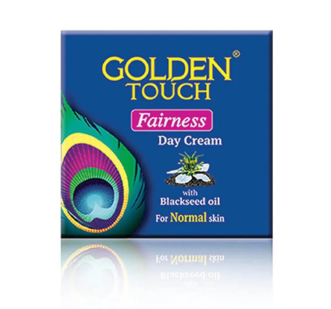 GOLDEN®
TOUCH
Fairness
Day Cream
with
Blackseed oil
For Normal skin